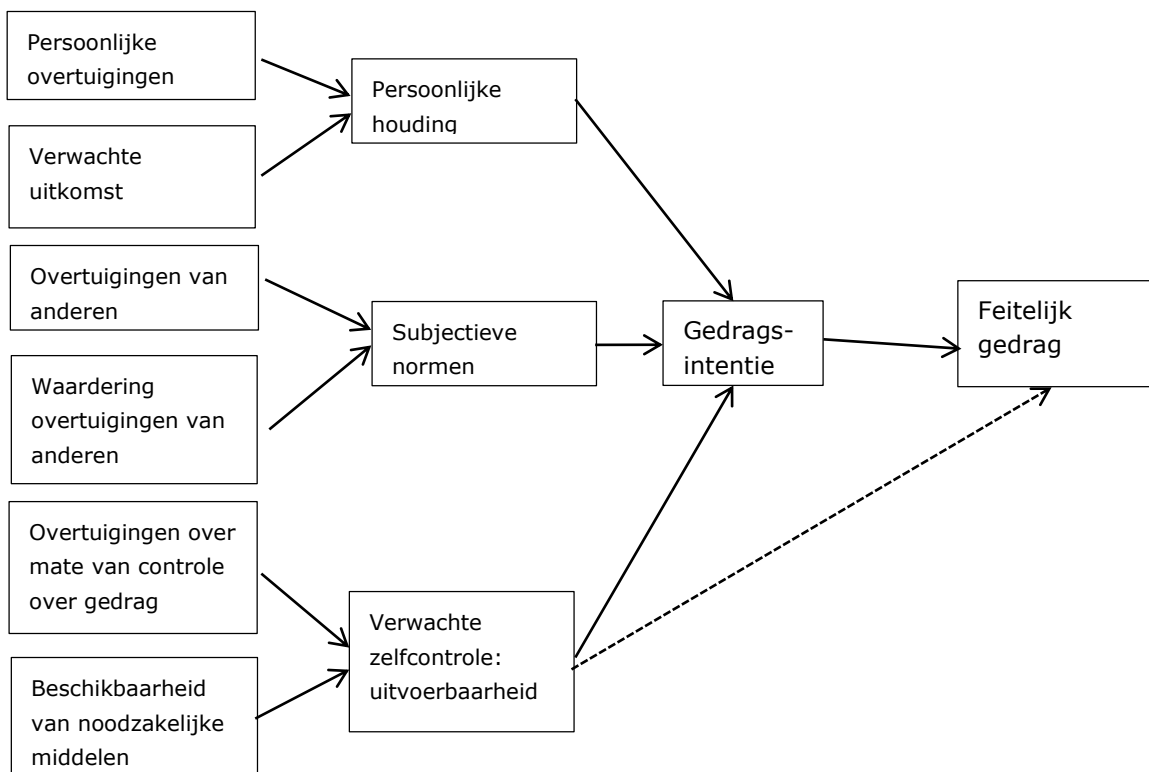 Persoonlijke
overtuigingen
Verwachte
uitkomst
Overtuigingen van
anderen
Waardering
overtuigingen van
anderen
Overtuigingen over
mate van controle
over gedrag
Beschikbaarheid
van noodzakelijke
middelen
Persoonlijke
houding
Subjectieve
normen
Verwachte
zelfcontrole:
uitvoerbaarheid
Gedrags-
intentie
Feitelijk
gedrag